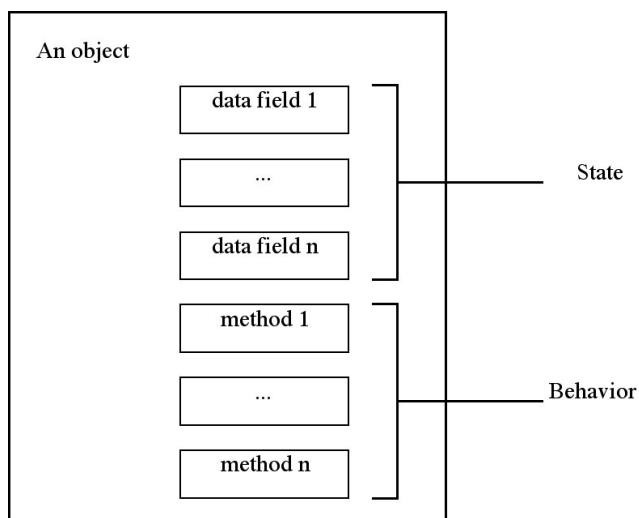 An object
data field 1
...
State
data field n
method 1
...
Behavior
method n